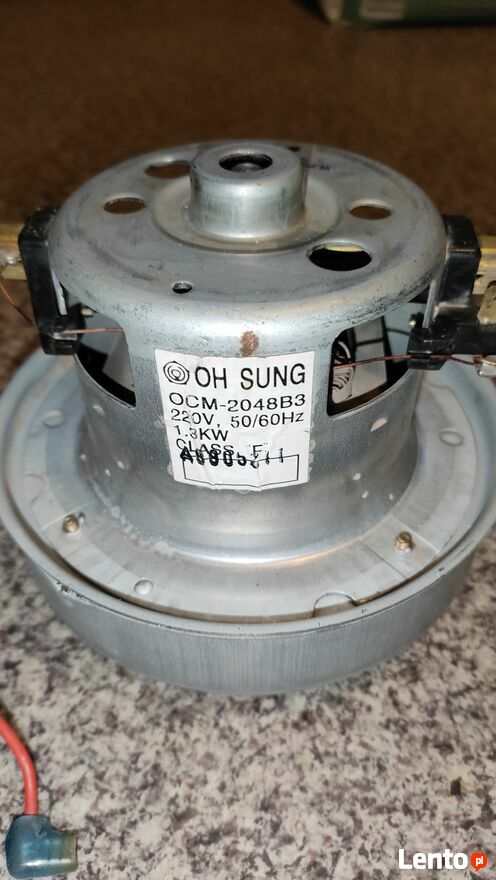 OH SUNG
OCM-2048B3
220V, 50/60Hz
1.3KW
CLASS
Lento.pl